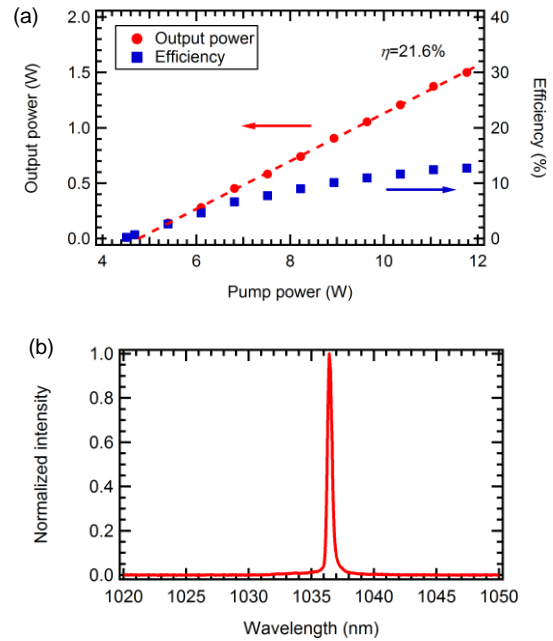 (a)
2.0
1.5
1.0
0.5
0.0
Output power (W)
Output power
Efficiency
η=21.6%
40
30
20
10
0
Efficiency (%)
4
6
8
10
12
Pump power (W)
(b)
1.0
0.8
0.6
0.4
0.2
0.0
Normalized intensity
1020
1030
1035
1040
1045
1050
Wavelength (nm)